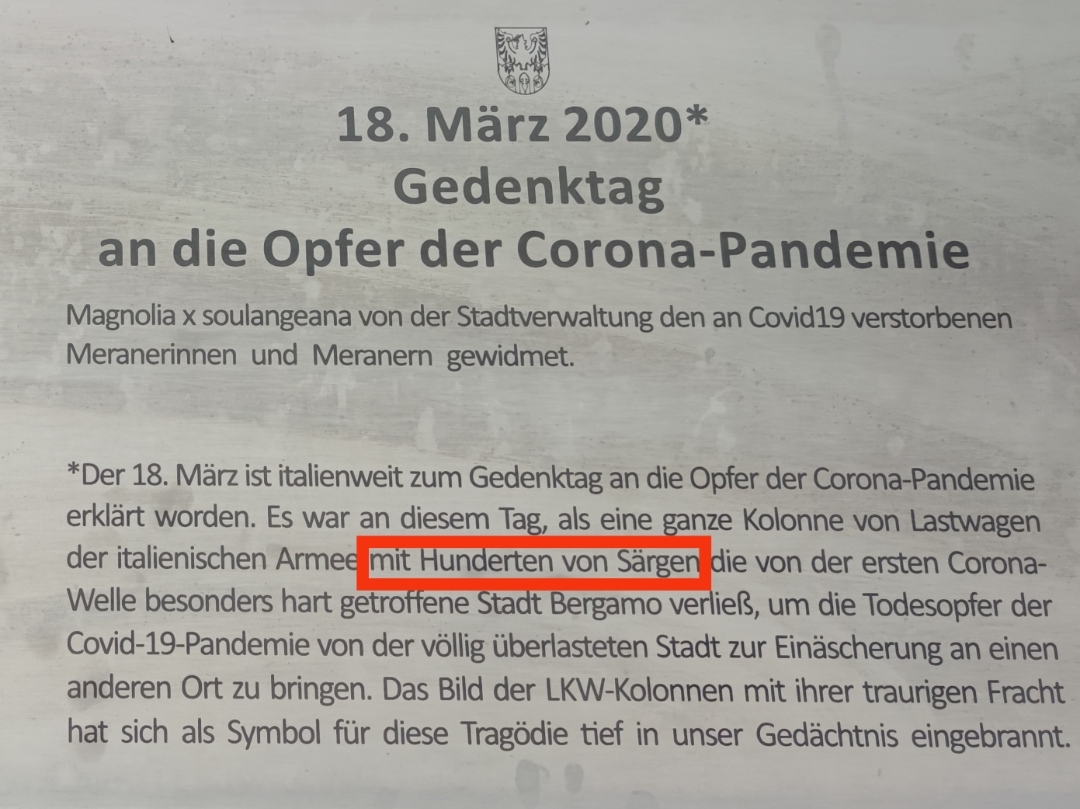 18. März 2020*
Gedenktag
an die Opfer der Corona-Pandemie
Magnolia x soulangeana von der Stadtverwaltung den an Covid19 verstorbenen
Meranerinnen und Meranern gewidmet.
*Der 18. März ist italienweit zum Gedenktag an die Opfer der Corona-Pandemie
erklärt worden. Es war an diesem Tag, als eine ganze Kolonne von Lastwagen
der italienischen Armee mit Hunderten von Särgen die von der ersten Corona-
Welle besonders hart getroffene Stadt Bergamo verließ, um die Todesopfer der
Covid-19-Pandemie von der völlig überlasteten Stadt zur Einäscherung an einen
anderen Ort zu bringen. Das Bild der LKW-Kolonnen mit ihrer traurigen Fracht
hat sich als Symbol für diese Tragödie tief in unser Gedächtnis eingebrannt.